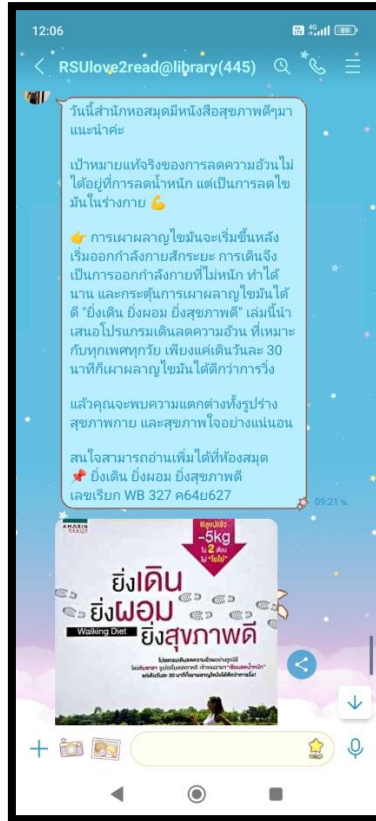 12:06
4G
89
RSUlove2read@library(445)
วันนี้สำนักหอสมุดมีหนังสือสุขภาพดีๆมา
แนะนำค่ะ
เป้าหมายแท้จริงของการลดความอ้วนไม่
ได้อยู่ที่การลดน้ำหนัก แต่เป็นการลดไข
มันในร่างกาย 💪
👉 การเผาผลาญไขมันจะเริ่มขึ้นหลัง
เริ่มออกกำลังกายสักระยะ การเดินจึง
เป็นการออกกำลังกายที่ไม่หนัก ทำได้
นาน และกระตุ้นการเผาผลาญไขมันได้
ดี "ยิ่งเดิน ยิ่งผอม ยิ่งสุขภาพดี" เล่มนี้นำ
เสนอโปรแกรมเดินลดความอ้วน ที่เหมาะ
กับทุกเพศทุกวัย เพียงแค่เดินวันละ 30
นาทีก็เผาผลาญไขมันได้ดีกว่าการวิ่ง
แล้วคุณจะพบความแตกต่างทั้งรูปร่าง
สุขภาพกาย และสุขภาพใจอย่างแน่นอน
สนใจสามารถอ่านเพิ่มได้ที่ห้องสมุด
📌 ยิ่งเดิน ยิ่งผอม ยิ่งสุขภาพดี
เลขเรียก WB 327 ค64ย627
09:21 น.
AMARIN
HEALTH
พิสูจน์แล้ว
-5kg
ใน 2 เดือน
ไม่ "โยโย่"
ยิ่งเดิน
ยิ่งผอม
Walking Diet ยิ่งสุขภาพดี